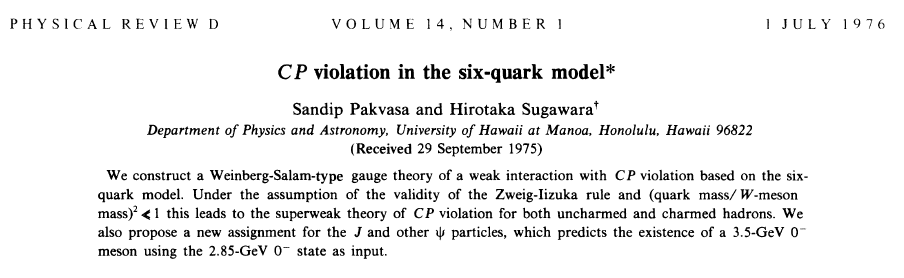 PHYSICAL REVIEW D VOLUME 14, NUMBER 1 1 JULY 1976
CP violation in the six-quark model*
Sandip Pakvasa and Hirotaka Sugawara†
Department of Physics and Astronomy, University of Hawaii at Manoa, Honolulu, Hawaii 96822
(Received 29 September 1975)
We construct a Weinberg-Salam-type gauge theory of a weak interaction with CP violation based on the six-
quark model. Under the assumption of the validity of the Zweig-Iizuka rule and (quark mass/W-meson
mass)² ≪ 1 this leads to the superweak theory of CP violation for both uncharmed and charmed hadrons. We
also propose a new assignment for the J and other ψ particles, which predicts the existence of a 3.5-GeV 0⁻
meson using the 2.85-GeV 0⁻ state as input.